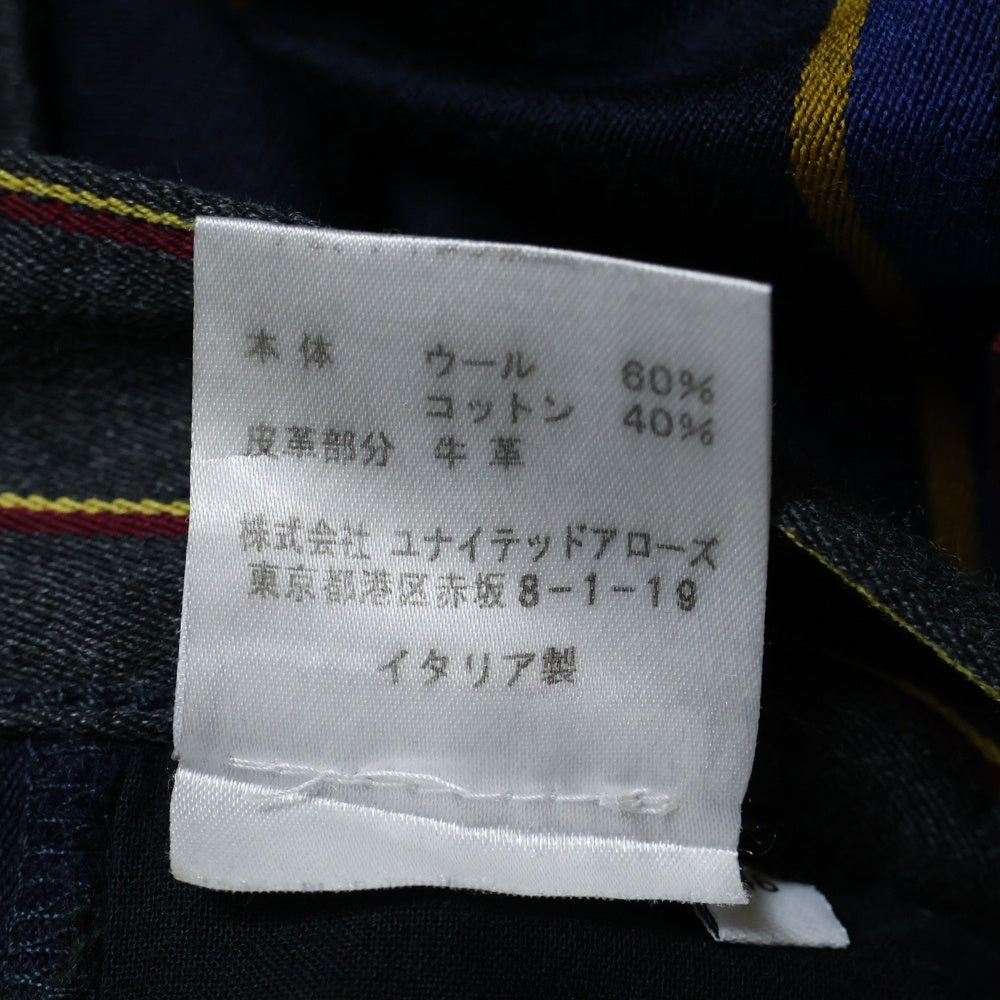 本体 ウール 60%
コットン 40%
皮革部分 牛革
株式会社 ユナイテッドアローズ
東京都港区赤坂8-1-19
イタリア製